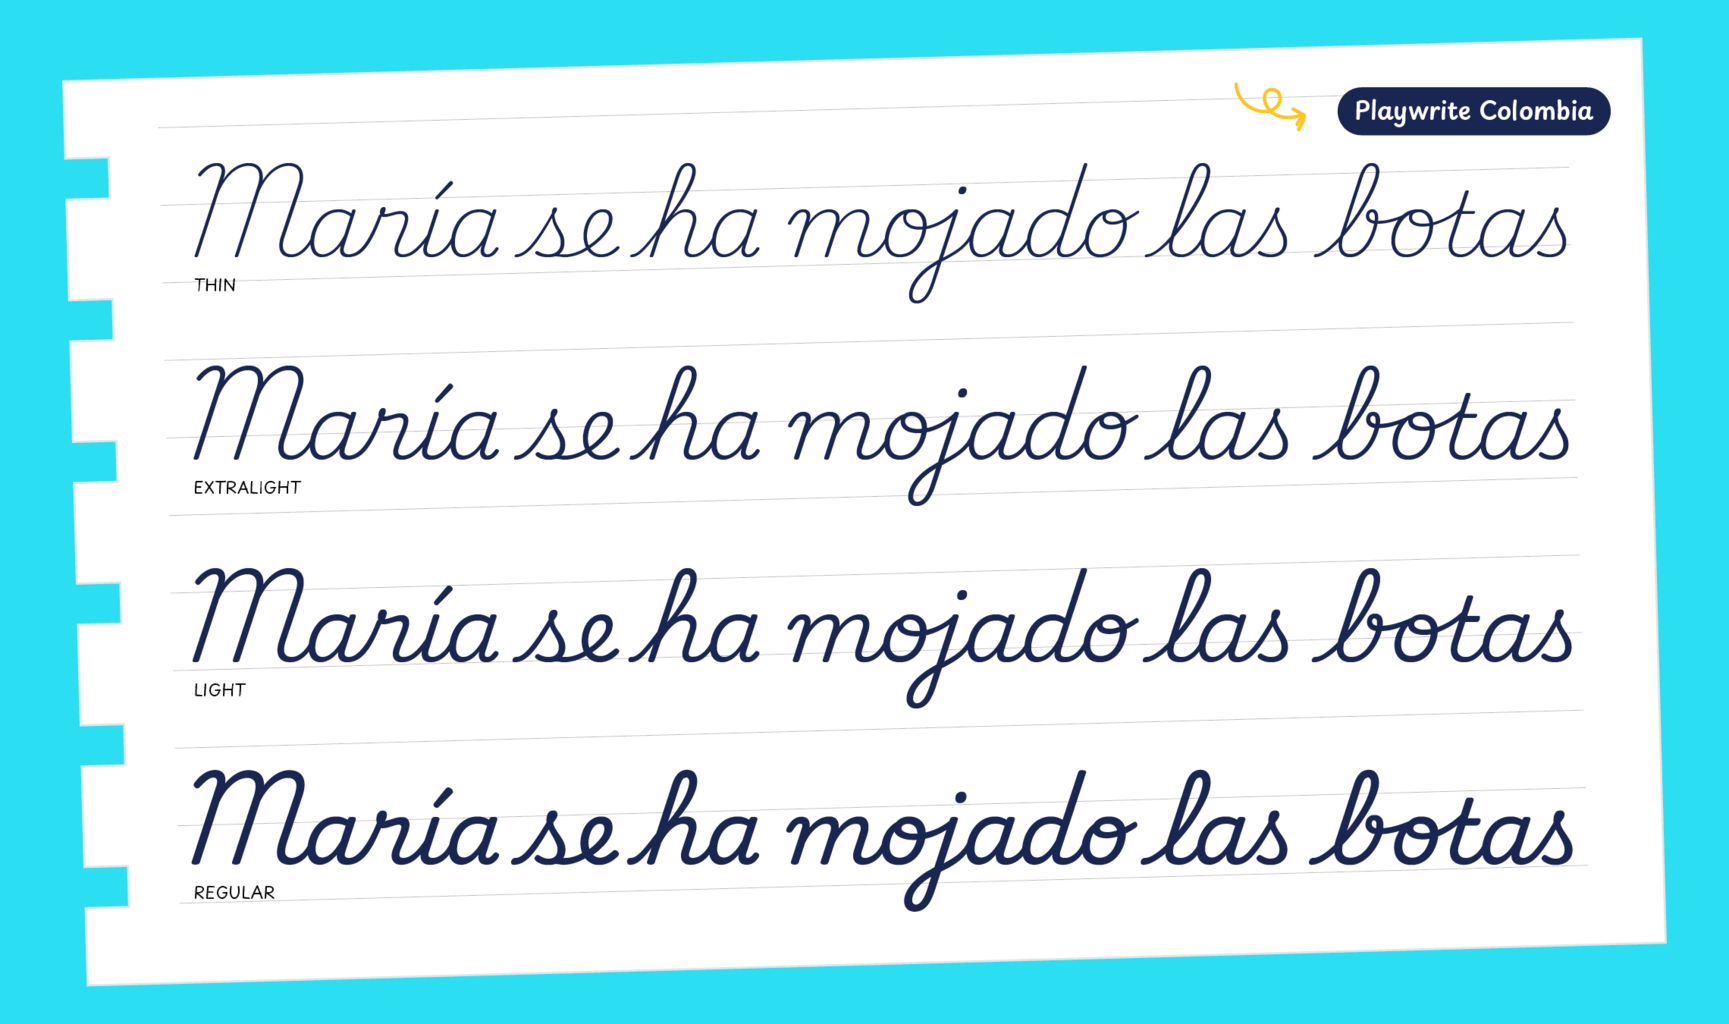 Playwrite Colombia
María se ha mojado las botas
THIN
María se ha mojado las botas
EXTRALIGHT
María se ha mojado las botas
LIGHT
María se ha mojado las botas
REGULAR